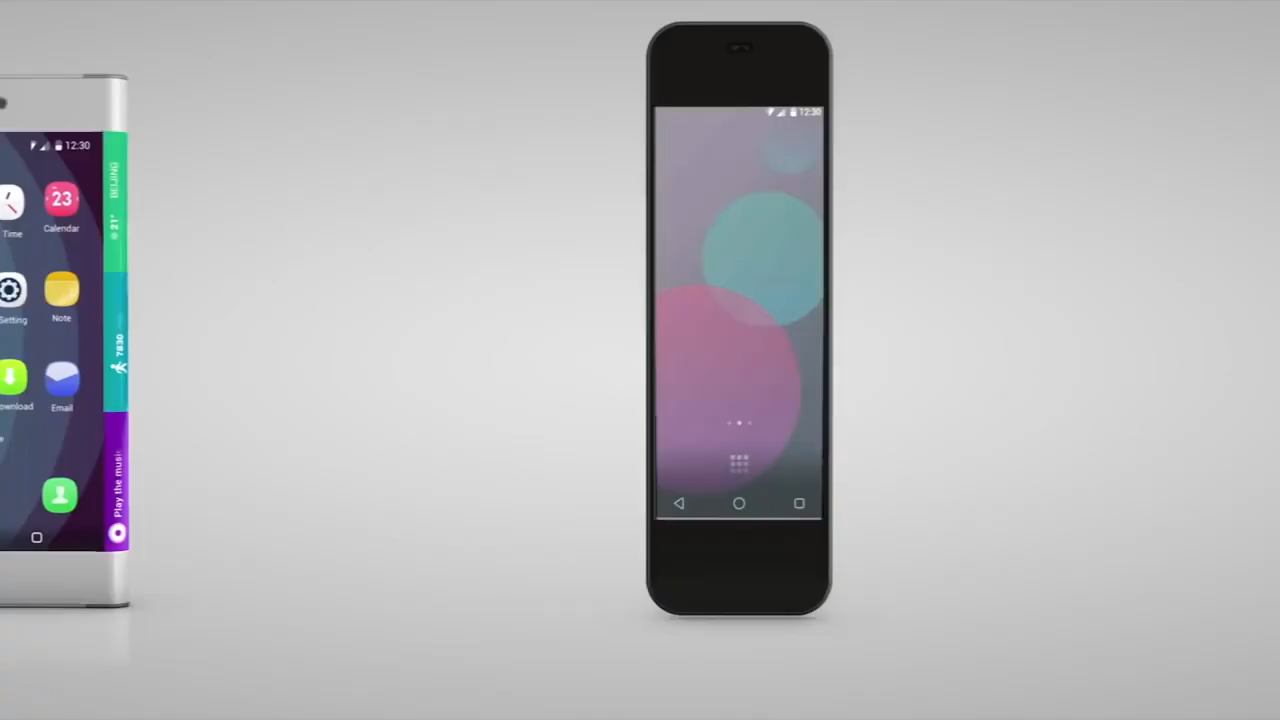 12:30
BEIJING
21°
23
Time
Calendar
Setting
Note
7830
ownload
Email
Play the music
12:30